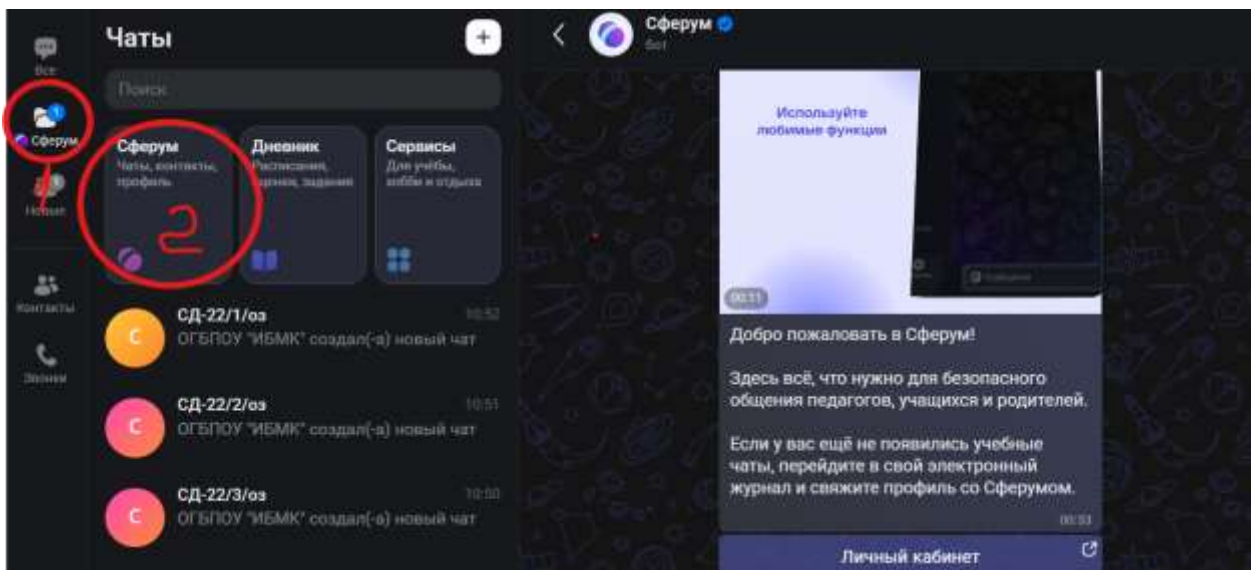 Все
Сферум
1
Новые
Контакты
Звонки
Чаты
+
Поиск
Сферум
Чаты, контакты,
профиль
2
Дневник
Расписание,
оценки, задания
Сервисы
Для учёбы,
хобби и отдыха
С
СД-22/1/оз
10:52
ОГБПОУ "ИБМК" создал(-а) новый чат
С
СД-22/2/оз
10:51
ОГБПОУ "ИБМК" создал(-а) новый чат
С
СД-22/3/оз
10:50
ОГБПОУ "ИБМК" создал(-а) новый чат
Сферум
бот
Используйте
любимые функции
00:11
Добро пожаловать в Сферум!
Здесь всё, что нужно для безопасного
общения педагогов, учащихся и родителей.
Если у вас ещё не появились учебные
чаты, перейдите в свой электронный
журнал и свяжите профиль со Сферумом.
00:53
Личный кабинет